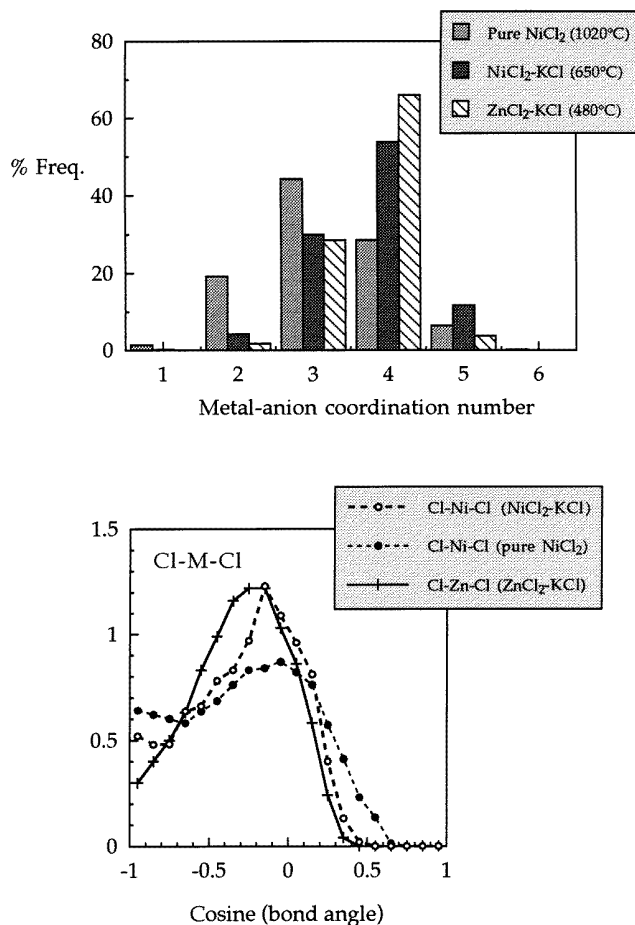 Pure NiCl₂ (1020°C)
NiCl₂-KCl (650°C)
ZnCl₂-KCl (480°C)
80
60
% Freq.
40
20
0
1 2 3 4 5 6
Metal-anion coordination number
Cl-Ni-Cl (NiCl₂-KCl)
Cl-Ni-Cl (pure NiCl₂)
Cl-Zn-Cl (ZnCl₂-KCl)
1.5
Cl-M-Cl
1
0.5
0
-1 -0.5 0 0.5 1
Cosine (bond angle)